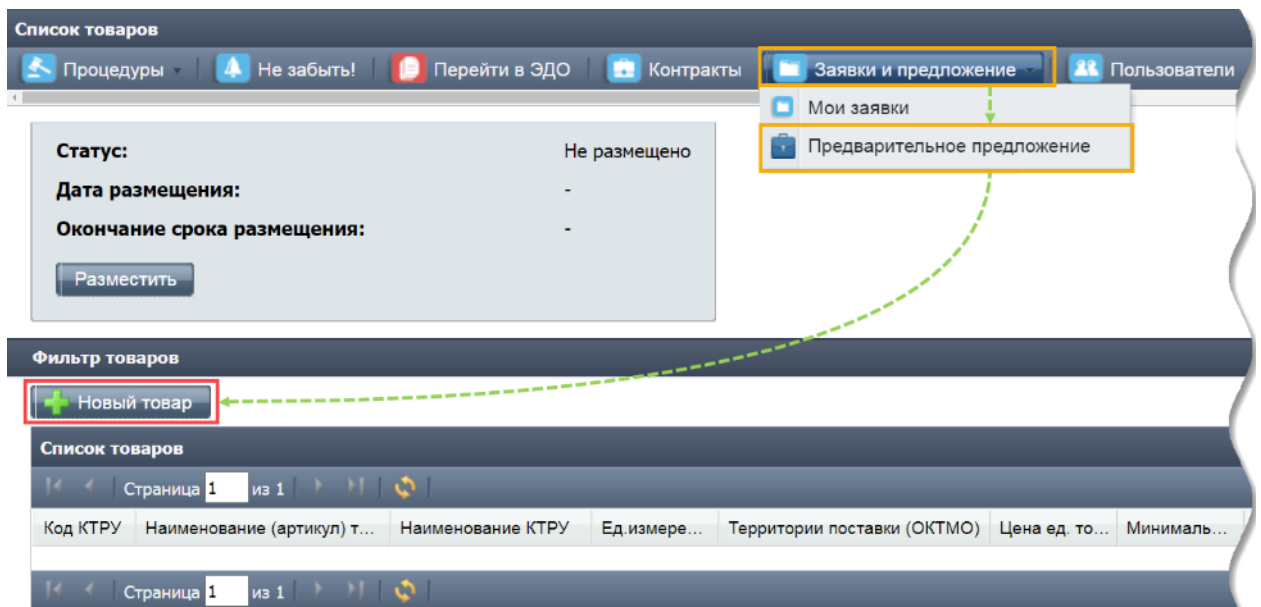 Список товаров
Процедуры Не забыть! Перейти в ЭДО Контракты Заявки и предложение Пользователи
Мои заявки
Предварительное предложение
Статус: Не размещено
Дата размещения: -
Окончание срока размещения: -
Разместить
Фильтр товаров
Новый товар
Список товаров
Страница 1 из 1
Код КТРУ Наименование (артикул) т... Наименование КТРУ Ед.измере... Территории поставки (ОКТМО) Цена ед. то... Минималь...
Страница 1 из 1